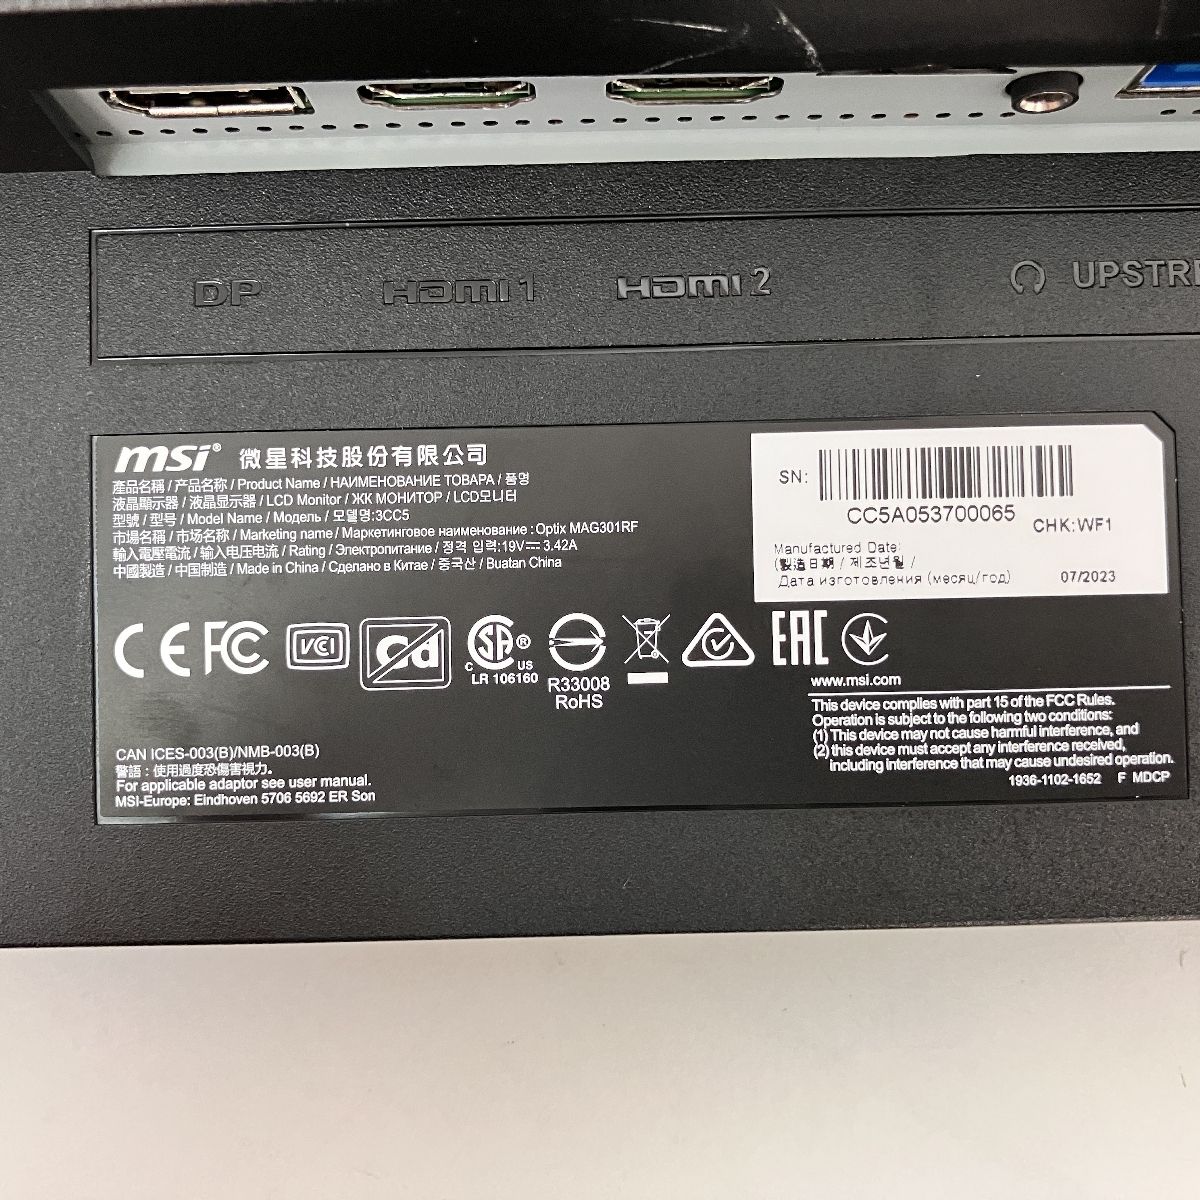 DP HDMI 1 HDMI 2 UPSTRE
msi® 微星科技股份有限公司
產品名稱 / 产品名称 / Product Name / НАИМЕНОВАНИЕ ТОВАРА / 품명
液晶顯示器 / 液晶显示器 / LCD Monitor / ЖК МОНИТОР / LCD모니터
型號 / 型号 / Model Name / Модель / 모델명:3CC5
市場名稱 / 市场名称 / Marketing name / Маркетинговое наименование : Optix MAG301RF
輸入電壓電流 / 输入电压电流 / Rating / Электропитание / 정격 입력:19V⎓ 3.42A
中國製造 / 中国制造 / Made in China / Сделано в Китае / 중국산 / Buatan China
SN:
CC5A053700065
CHK:WF1
Manufactured Date:
(製造日期 / 제조년월 /
Дата изготовления (месяц/год) 07/2023
CE FC VCCI Cd SA® EAC
C US
LR 106160
R33008
RoHS
www.msi.com
This device complies with part 15 of the FCC Rules.
Operation is subject to the following two conditions:
(1) This device may not cause harmful interference, and
(2) this device must accept any interference received,
including interference that may cause undesired operation.
1936-1102-1652 F MDCP
CAN ICES-003(B)/NMB-003(B)
警語：使用過度恐傷害視力.
For applicable adaptor see user manual.
MSI-Europe: Eindhoven 5706 5692 ER Son